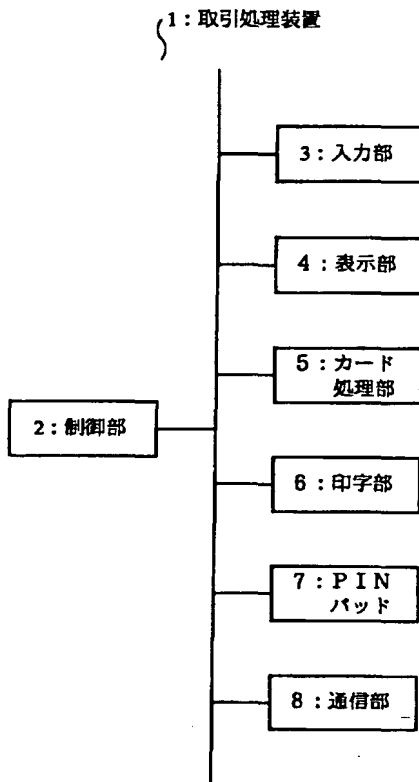 1：取引処理装置
3：入力部
4：表示部
5：カード
処理部
2：制御部
6：印字部
7：ＰＩＮ
パッド
8：通信部